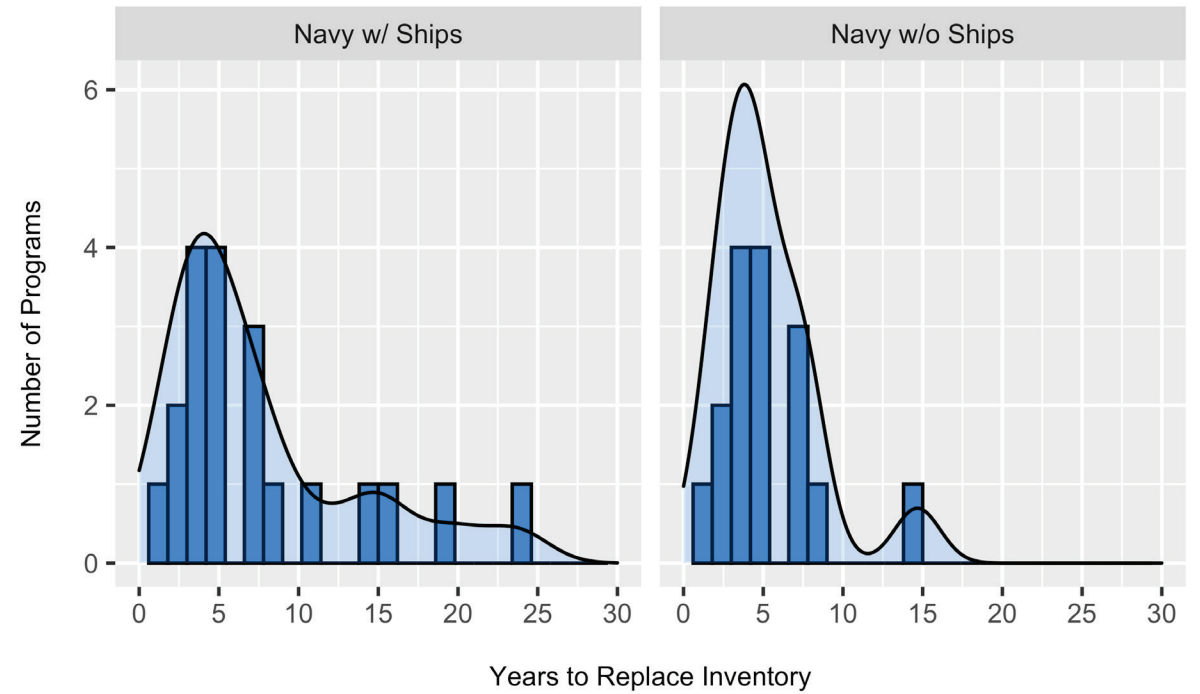 Navy w/ Ships
Navy w/o Ships
Number of Programs
6
4
2
0
0 5 10 15 20 25 30
0 5 10 15 20 25 30
Years to Replace Inventory